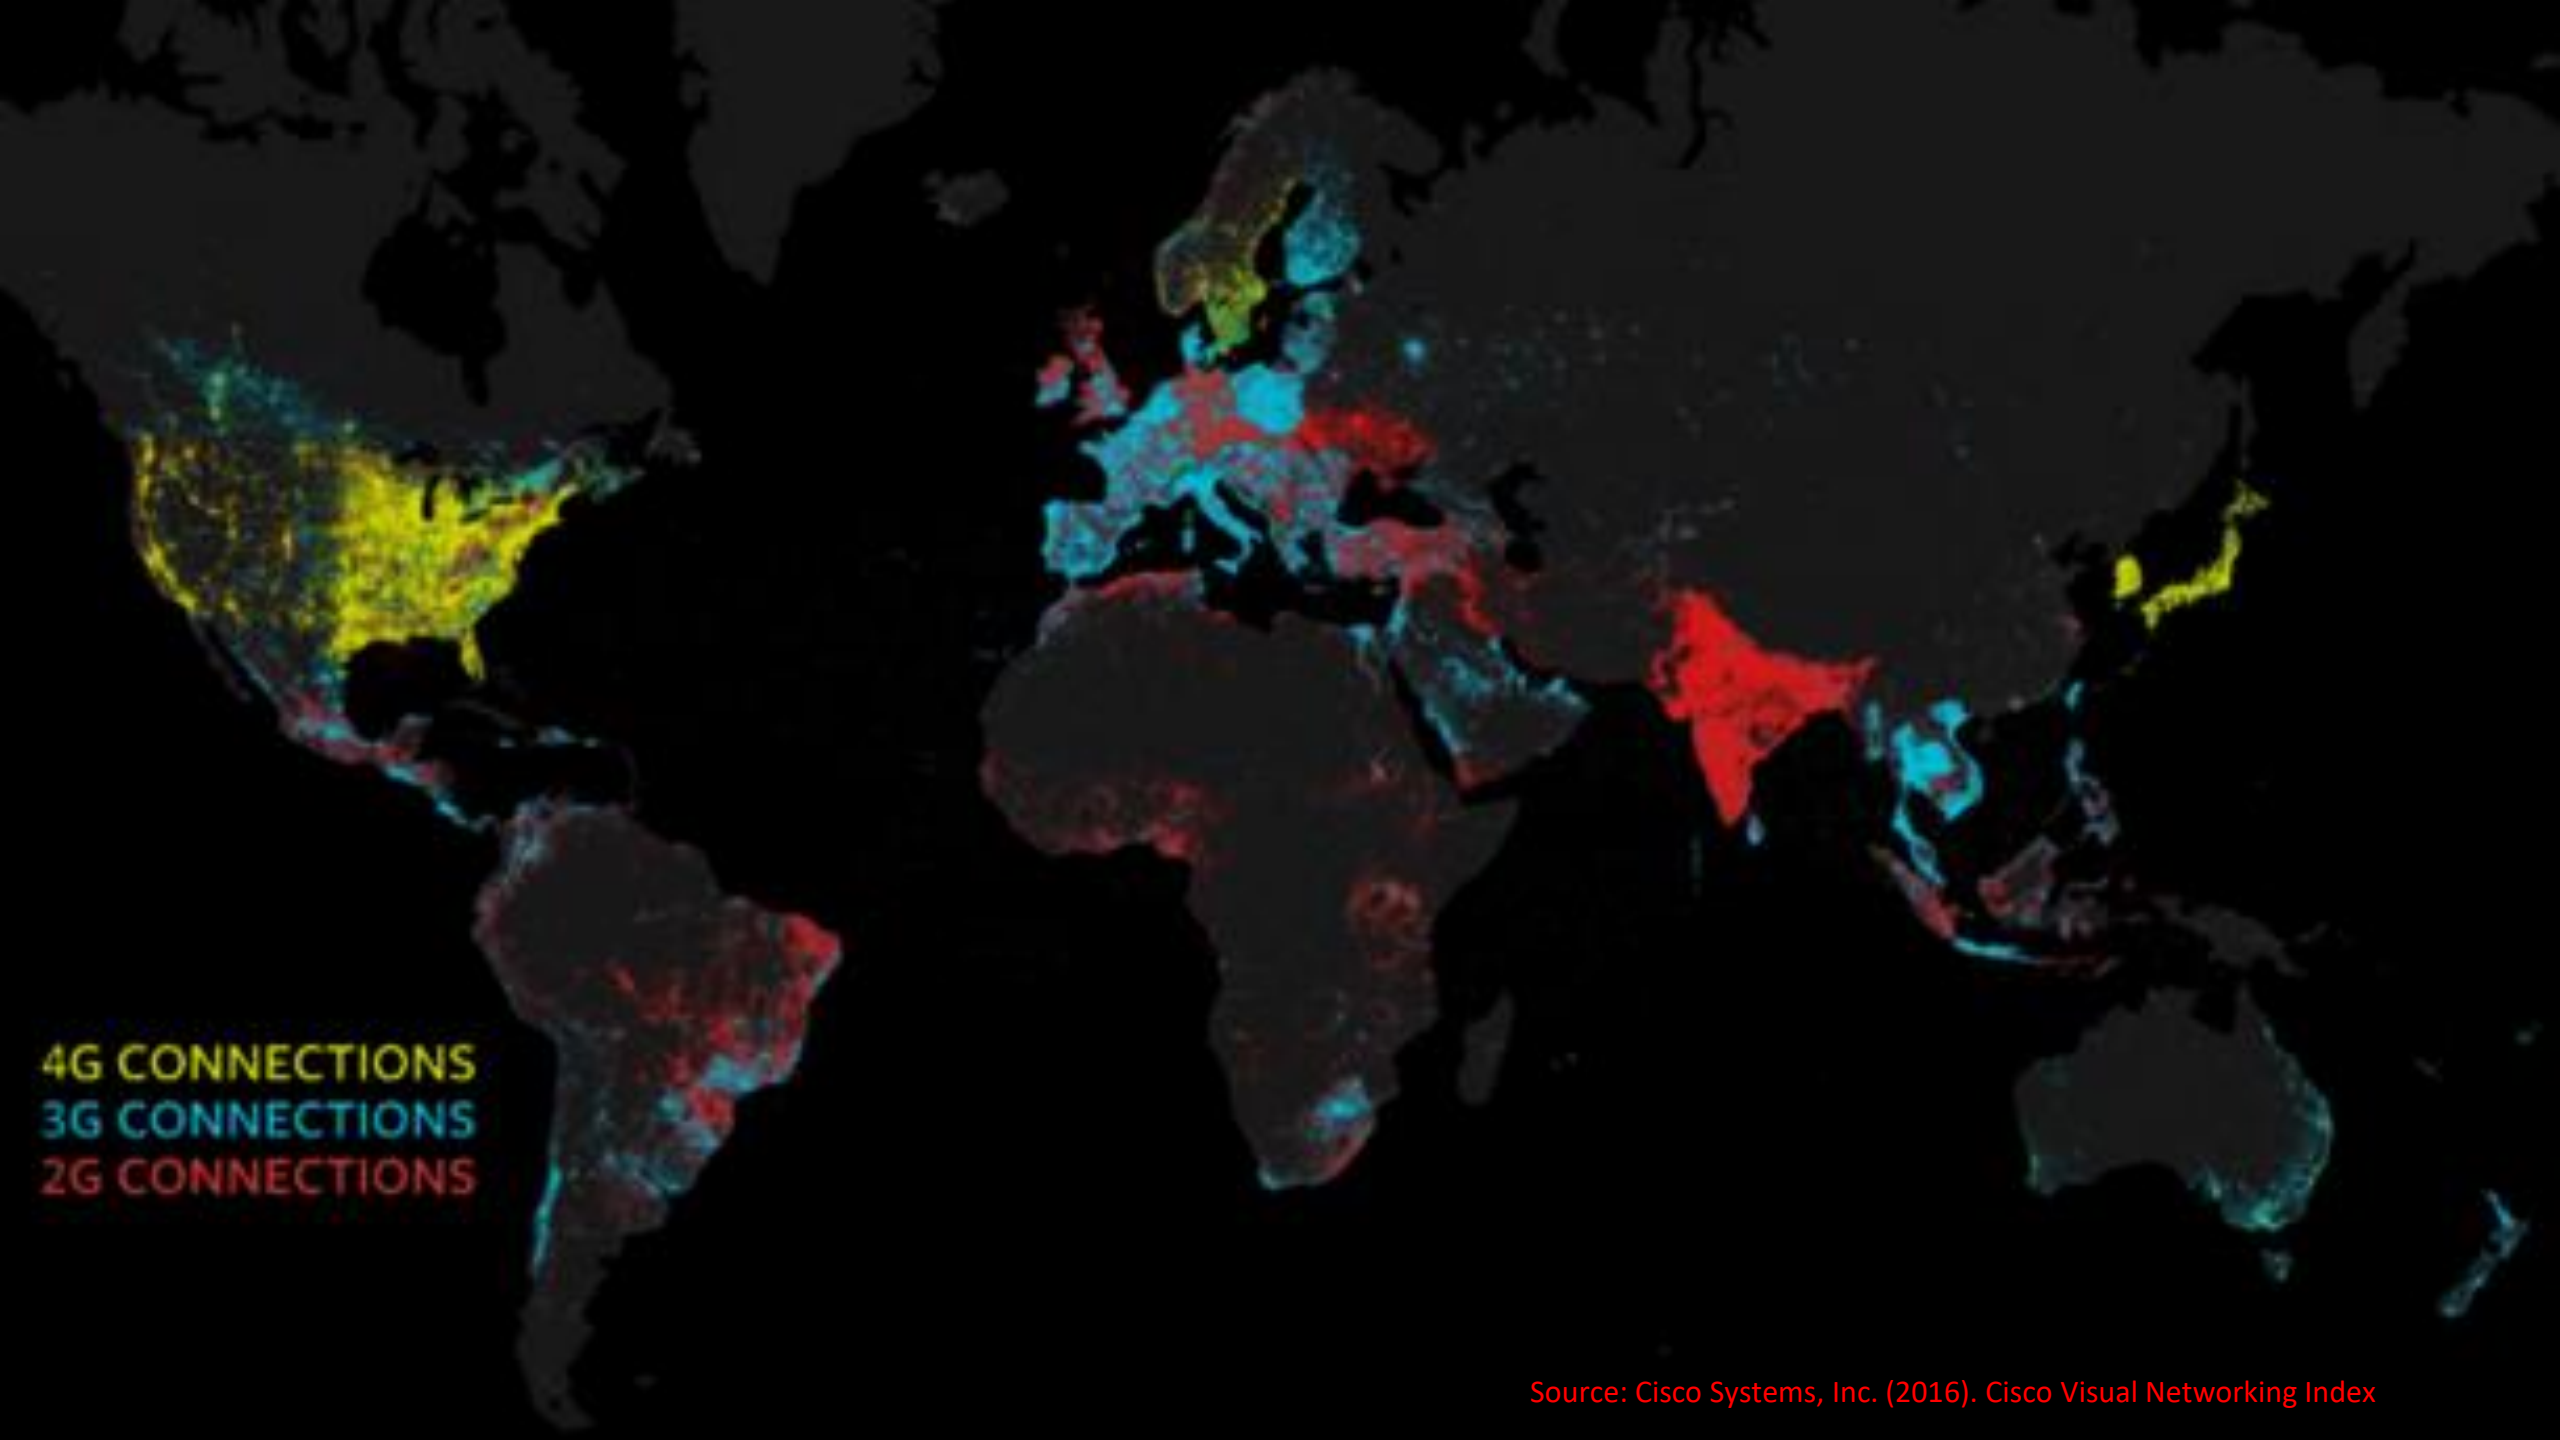 4G CONNECTIONS
3G CONNECTIONS
2G CONNECTIONS
Source: Cisco Systems, Inc. (2016). Cisco Visual Networking Index